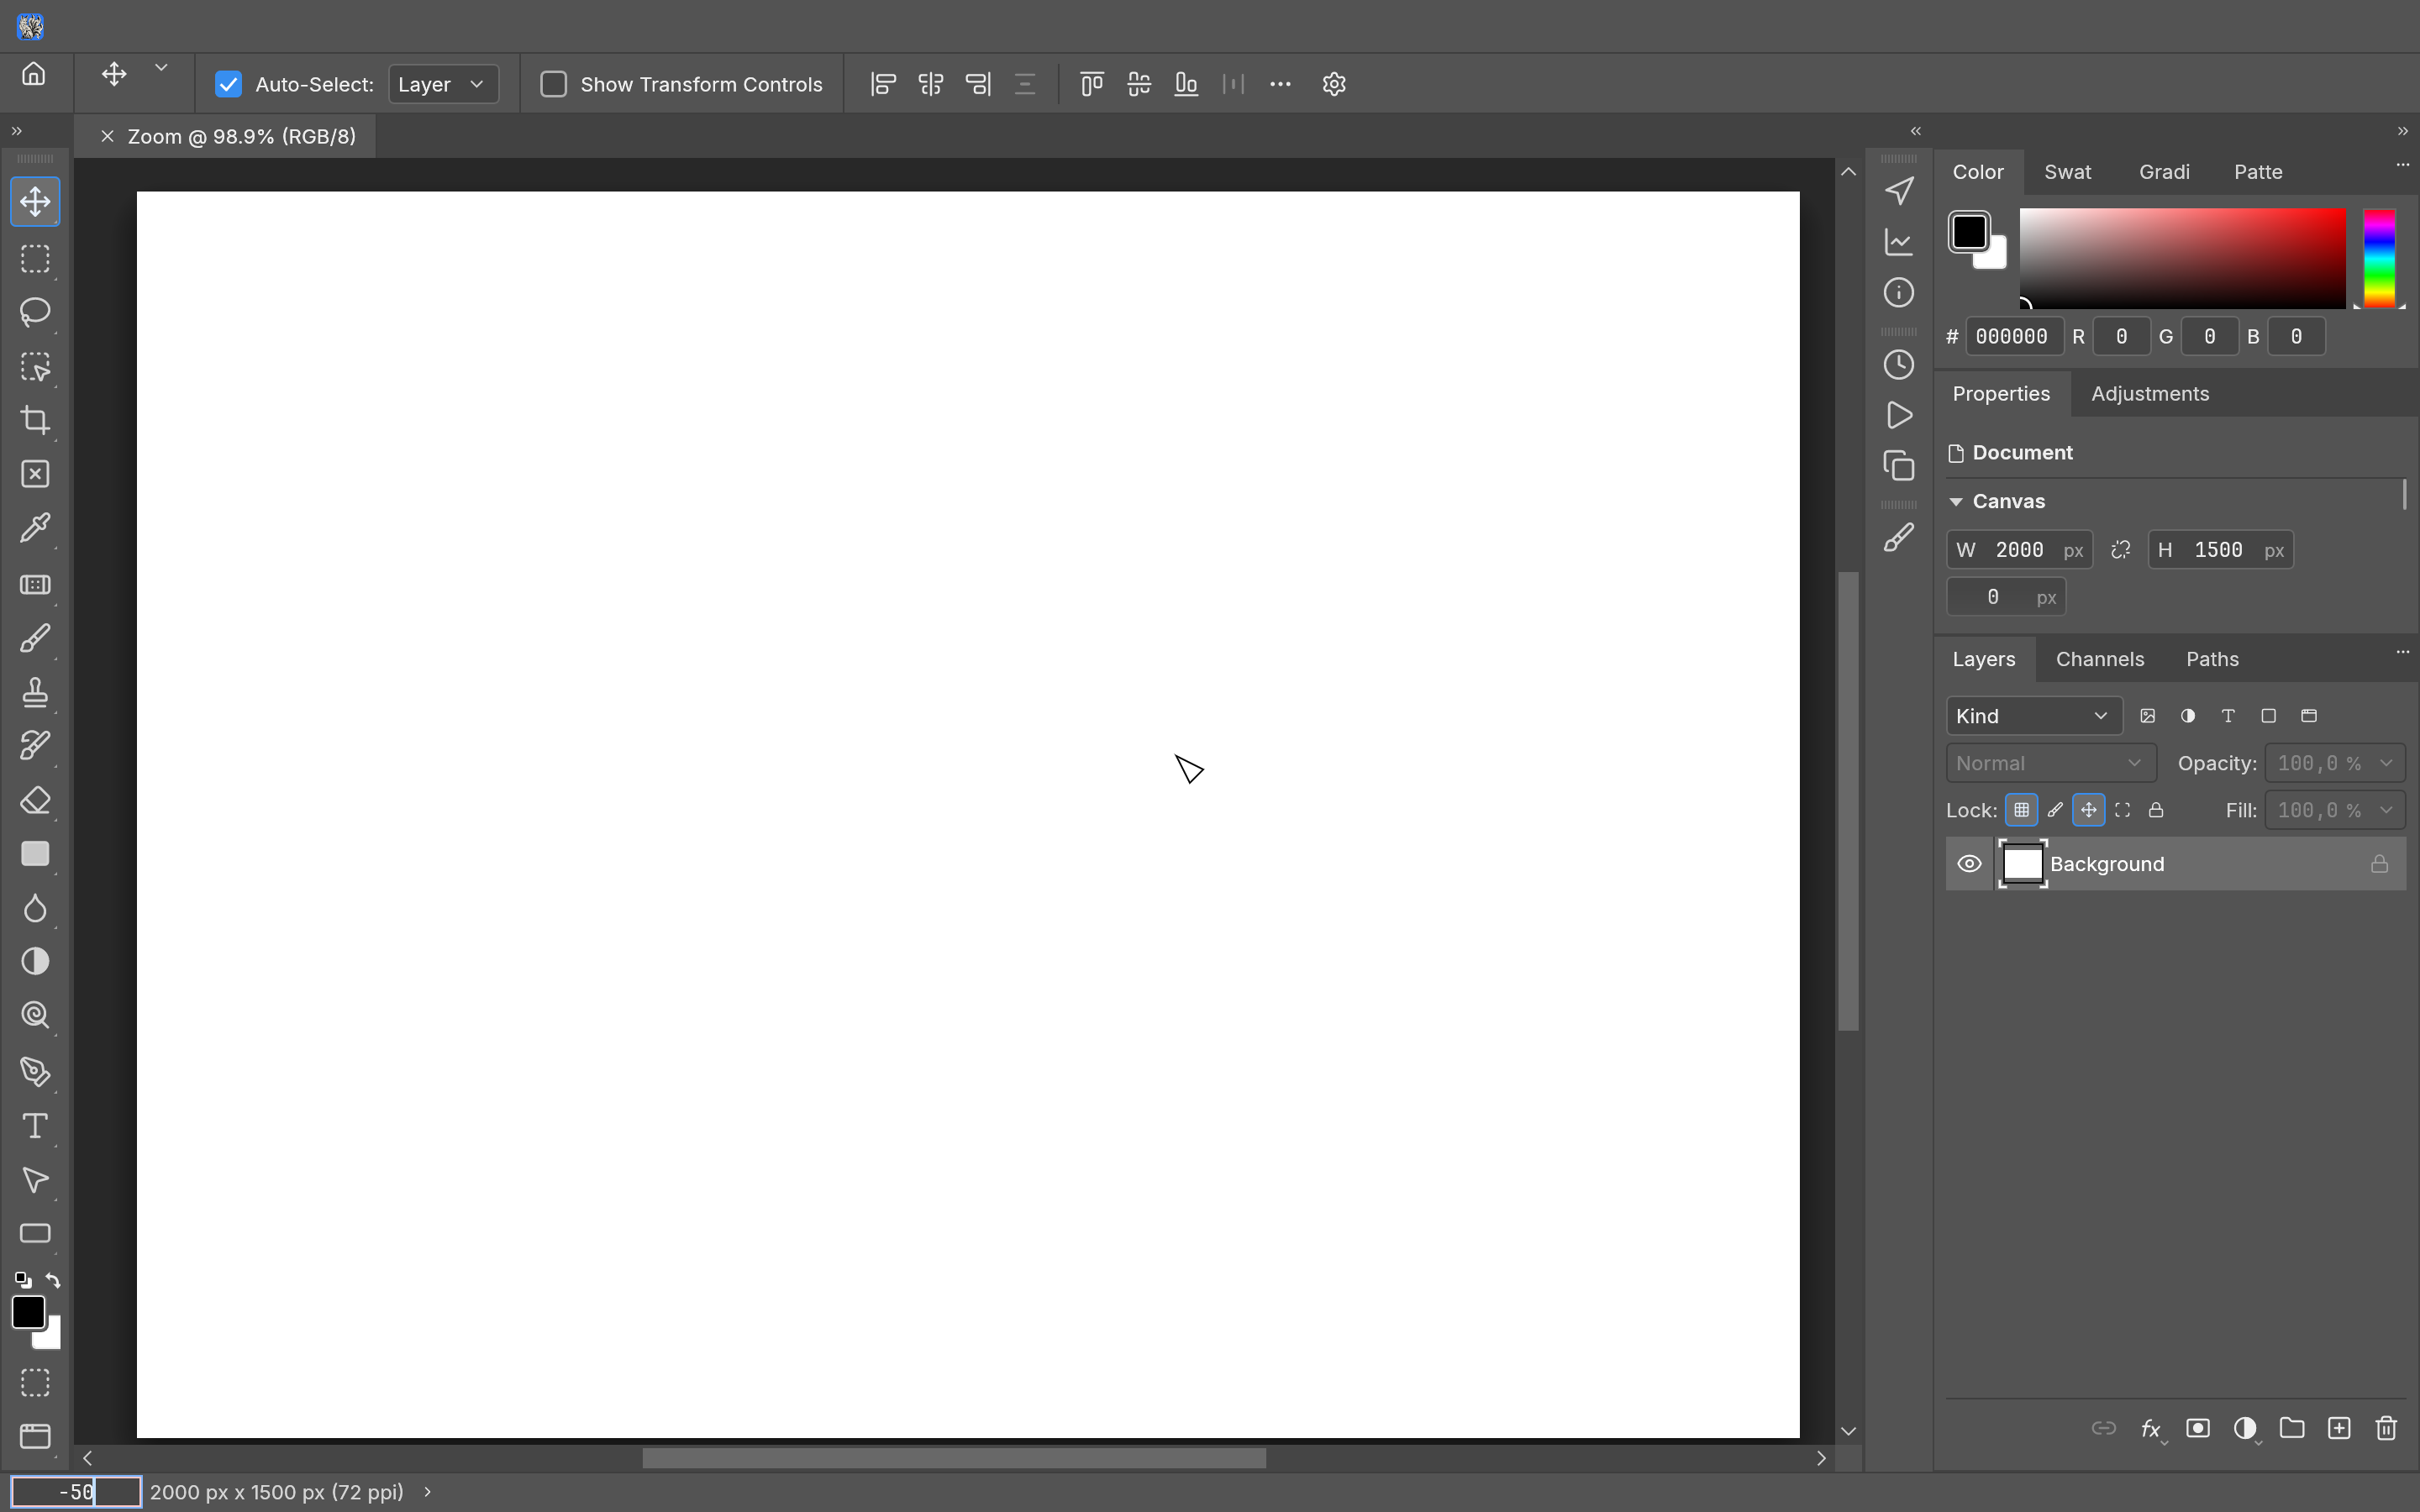 Auto-Select: Layer Show Transform Controls
Zoom @ 98.9% (RGB/8)
Color Swat Gradi Patte
# 000000 R 0 G 0 B 0
Properties Adjustments
Document
Canvas
W 2000 px H 1500 px
0 px
Layers Channels Paths
Kind
Normal Opacity: 100,0 %
Lock: Fill: 100,0 %
Background
fx
-50 2000 px x 1500 px (72 ppi)